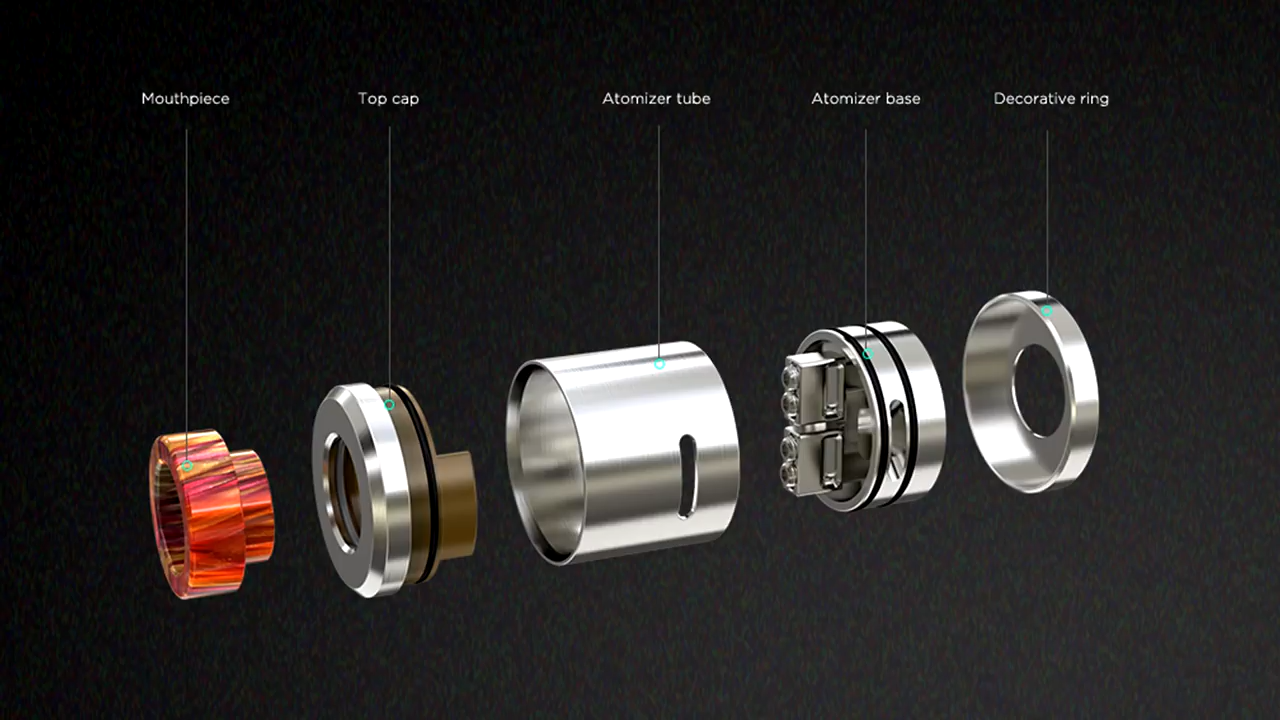 Mouthpiece
Top cap
Atomizer tube
Atomizer base
Decorative ring